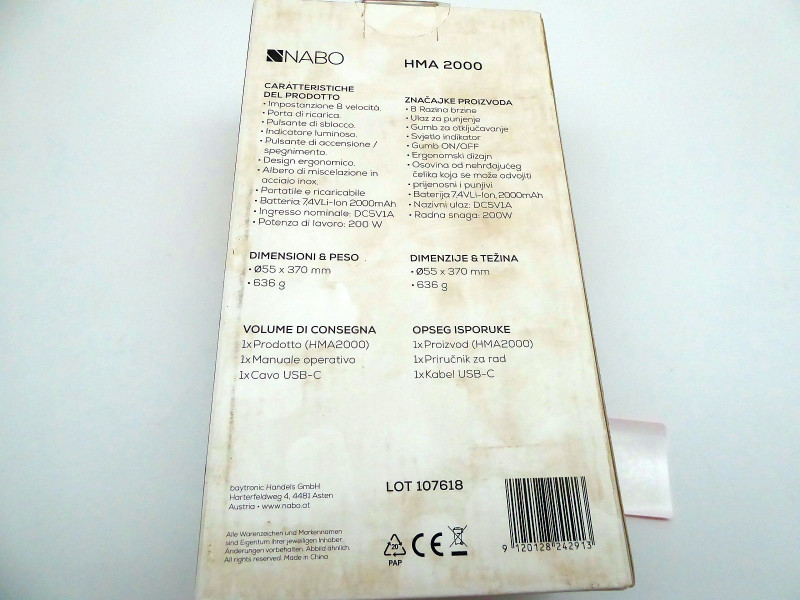 NABO
HMA 2000
CARATTERISTICHE
DEL PRODOTTO
• Impostanzione 8 velocità.
• Porta di ricarica.
• Pulsante di sblocco.
• Indicatore luminoso.
• Pulsante di accensione /
spegnimento.
• Design ergonomico.
• Albero di miscelazione in
acciaio inox.
• Portatile e ricaricabile
• Batteria 7,4VLi-Ion 2000mAh
• Ingresso nominale: DC5V1A
• Potenza di lavoro: 200 W
ZNAČAJKE PROIZVODA
• 8 Razina brzine
• Ulaz za punjenje
• Gumb za otključavanje
• Svjetlo indikator
• Gumb ON/OFF
• Ergonomski dizajn
• Osovina od nehrđajućeg
čelika koja se može odvojiti
• prijenosni i punjivi
• Baterija 7,4VLi-Ion, 2000mAh
• Nazivni ulaz: DC5V1A
• Radna snaga: 200W
DIMENSIONI & PESO
• Ø55 x 370 mm
• 636 g
DIMENZIJE & TEŽINA
• Ø55 x 370 mm
• 636 g
VOLUME DI CONSEGNA
1x Prodotto (HMA2000)
1x Manuale operativo
1x Cavo USB-C
OPSEG ISPORUKE
1x Proizvod (HMA2000)
1x Priručnik za rad
1x Kabel USB-C
baytronic Handels GmbH
Harterfeldweg 4, 4481 Asten
Austria • www.nabo.at
LOT 107618
Alle Warenzeichen und Markennamen
sind Eigentum ihrer jeweiligen Inhaber.
Änderungen vorbehalten. Abbild ähnlich.
All rights reserved. Made in China
20
PAP
CE
9 120128 242913